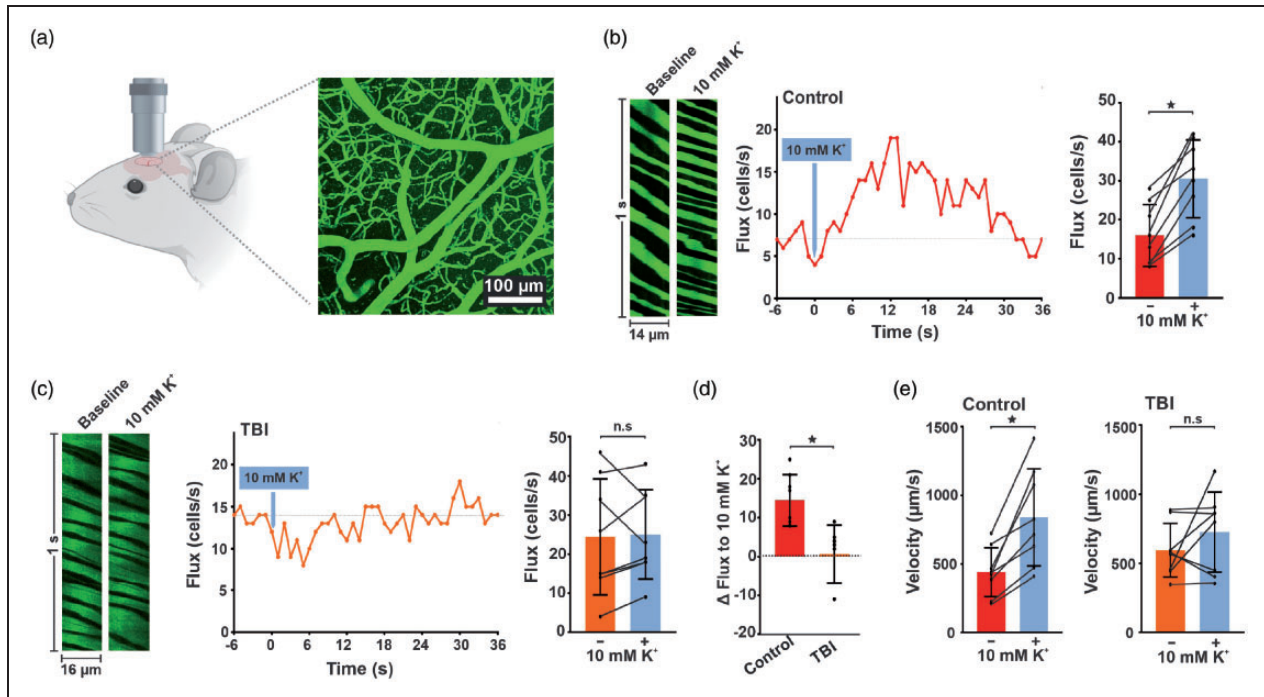 (a)
100 µm
(b)
Baseline
10 mM K⁺
1 s
14 µm
Control
10 mM K⁺
Flux (cells/s)
20
15
10
5
0
-6 0 6 12 18 24 30 36
Time (s)
★
Flux (cells/s)
50
40
30
20
10
0
− +
10 mM K⁺
(c)
Baseline
10 mM K⁺
1 s
16 µm
TBI
10 mM K⁺
Flux (cells/s)
20
15
10
5
0
-6 0 6 12 18 24 30 36
Time (s)
n.s
Flux (cells/s)
50
40
30
20
10
0
− +
10 mM K⁺
(d)
★
Δ Flux to 10 mM K⁺
40
30
20
10
0
-10
-20
Control
TBI
(e)
Control
★
Velocity (µm/s)
1500
1000
500
0
− +
10 mM K⁺
TBI
n.s
Velocity (µm/s)
1500
1000
500
0
− +
10 mM K⁺